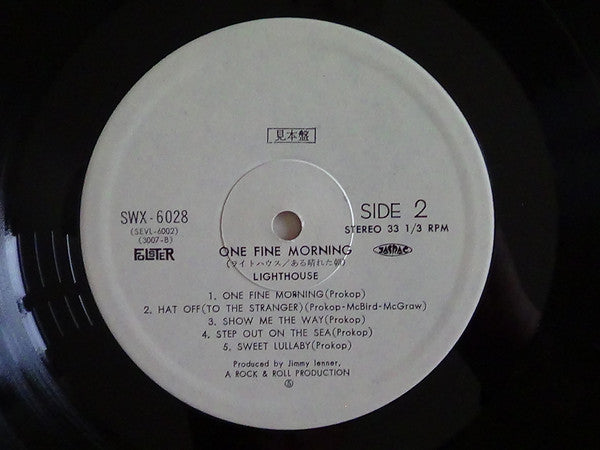 見本盤
SWX-6028
SIDE 2
(SEVL-6002)
STEREO 33 1/3 RPM
(3007-B)
POLYSTER
JASRAC
ONE FINE MORNING
(ライトハウス/ある晴れた朝)
LIGHTHOUSE
1. ONE FINE MORNING(Prokop)
2. HAT OFF(TO THE STRANGER)(Prokop-McBird-McGraw)
3. SHOW ME THE WAY(Prokop)
4. STEP OUT ON THE SEA(Prokop)
5. SWEET LULLABY(Prokop)
Produced by Jimmy Ienner,
A ROCK & ROLL PRODUCTION